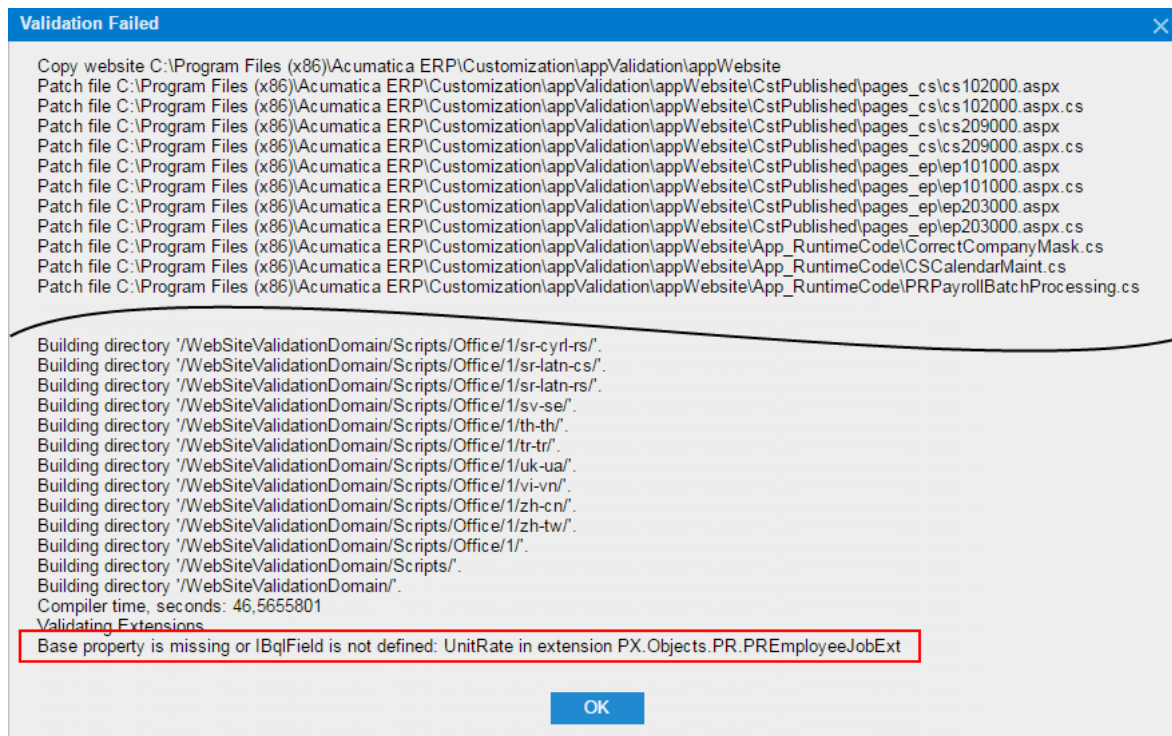 Validation Failed
Copy website C:\Program Files (x86)\Acumatica ERP\Customization\appValidation\appWebsite
Patch file C:\Program Files (x86)\Acumatica ERP\Customization\appValidation\appWebsite\CstPublished\pages_cs\cs102000.aspx
Patch file C:\Program Files (x86)\Acumatica ERP\Customization\appValidation\appWebsite\CstPublished\pages_cs\cs102000.aspx.cs
Patch file C:\Program Files (x86)\Acumatica ERP\Customization\appValidation\appWebsite\CstPublished\pages_cs\cs209000.aspx
Patch file C:\Program Files (x86)\Acumatica ERP\Customization\appValidation\appWebsite\CstPublished\pages_cs\cs209000.aspx.cs
Patch file C:\Program Files (x86)\Acumatica ERP\Customization\appValidation\appWebsite\CstPublished\pages_ep\ep101000.aspx
Patch file C:\Program Files (x86)\Acumatica ERP\Customization\appValidation\appWebsite\CstPublished\pages_ep\ep101000.aspx.cs
Patch file C:\Program Files (x86)\Acumatica ERP\Customization\appValidation\appWebsite\CstPublished\pages_ep\ep203000.aspx
Patch file C:\Program Files (x86)\Acumatica ERP\Customization\appValidation\appWebsite\CstPublished\pages_ep\ep203000.aspx.cs
Patch file C:\Program Files (x86)\Acumatica ERP\Customization\appValidation\appWebsite\App_RuntimeCode\CorrectCompanyMask.cs
Patch file C:\Program Files (x86)\Acumatica ERP\Customization\appValidation\appWebsite\App_RuntimeCode\CSCalendarMaint.cs
Patch file C:\Program Files (x86)\Acumatica ERP\Customization\appValidation\appWebsite\App_RuntimeCode\PRPayrollBatchProcessing.cs
Building directory '/WebSiteValidationDomain/Scripts/Office/1/sr-cyrl-rs/'.
Building directory '/WebSiteValidationDomain/Scripts/Office/1/sr-latn-cs/'.
Building directory '/WebSiteValidationDomain/Scripts/Office/1/sr-latn-rs/'.
Building directory '/WebSiteValidationDomain/Scripts/Office/1/sv-se/'.
Building directory '/WebSiteValidationDomain/Scripts/Office/1/th-th/'.
Building directory '/WebSiteValidationDomain/Scripts/Office/1/tr-tr/'.
Building directory '/WebSiteValidationDomain/Scripts/Office/1/uk-ua/'.
Building directory '/WebSiteValidationDomain/Scripts/Office/1/vi-vn/'.
Building directory '/WebSiteValidationDomain/Scripts/Office/1/zh-cn/'.
Building directory '/WebSiteValidationDomain/Scripts/Office/1/zh-tw/'.
Building directory '/WebSiteValidationDomain/Scripts/Office/1/'.
Building directory '/WebSiteValidationDomain/Scripts/'.
Building directory '/WebSiteValidationDomain/'.
Compiler time, seconds: 46,5655801
Validating Extensions
Base property is missing or IBqlField is not defined: UnitRate in extension PX.Objects.PR.PREmployeeJobExt
OK